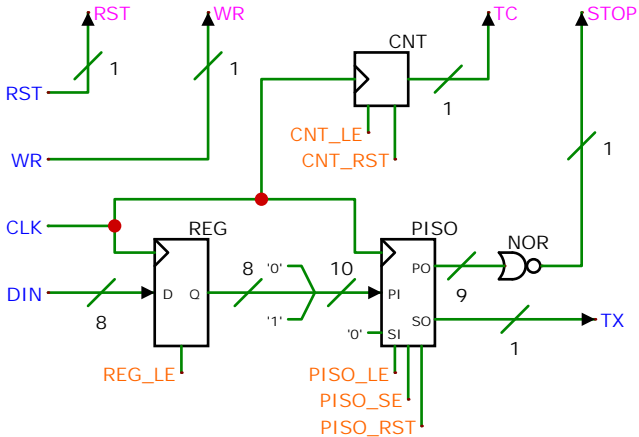 RST WR TC STOP
CNT
1 1 1 1
RST
CNT_LE
WR CNT_RST
CLK REG PISO NOR
8 '0' 10 PO 9
DIN 8 D Q PI
'1' '0' SI SO 1 TX
REG_LE PISO_LE
PISO_SE
PISO_RST